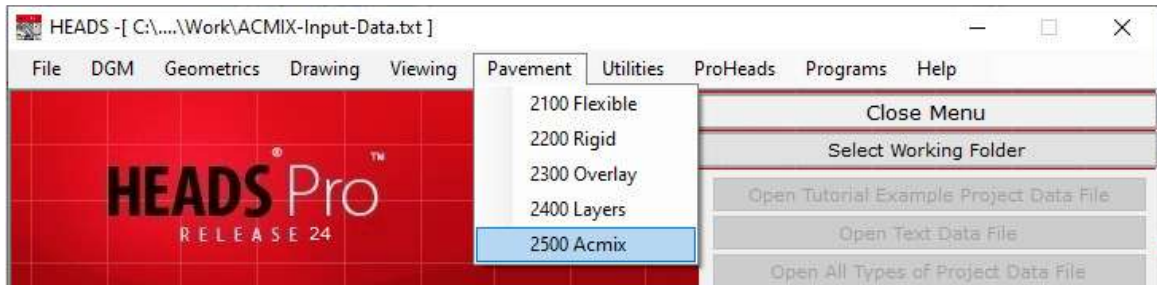 HEADS -[ C:\....\Work\ACMIX-Input-Data.txt ]
File DGM Geometrics Drawing Viewing Pavement Utilities ProHeads Programs Help
2100 Flexible
2200 Rigid
2300 Overlay
2400 Layers
2500 Acmix
HEADS® Pro™
RELEASE 24
Close Menu
Select Working Folder
Open Tutorial Example Project Data File
Open Text Data File
Open All Types of Project Data File